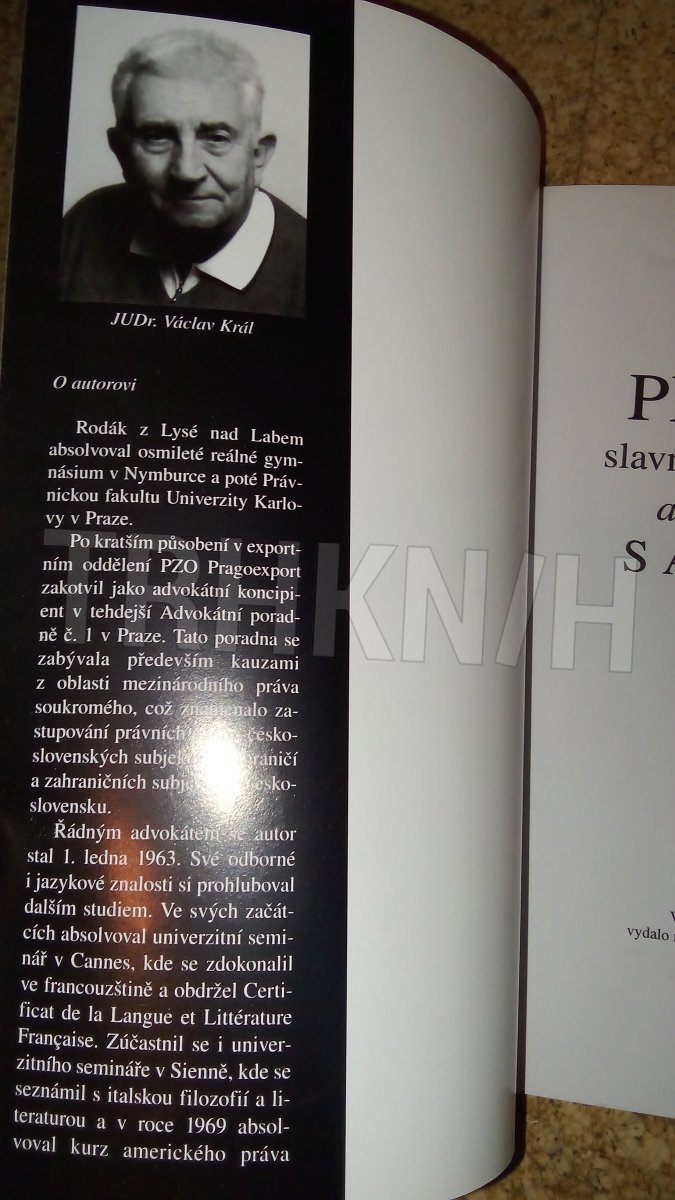 JUDr. Václav Král
O autorovi
Rodák z Lysé nad Labem
absolvoval osmileté reálné gym-
násium v Nymburce a poté Práv-
nickou fakultu Univerzity Karlo-
vy v Praze.
Po kratším působení v export-
ním oddělení PZO Pragoexport
zakotvil jako advokátní koncipi-
ent v tehdejší Advokátní porad-
ně č. 1 v Praze. Tato poradna se
zabývala především kauzami
z oblasti mezinárodního práva
soukromého, což znamenalo za-
stupování právních česko-
slovenských
a zahraničních
slovensku.
Řádným advokátem se autor
stal 1. ledna 1963. Své odborné
i jazykové znalosti si prohluboval
dalším studiem. Ve svých začát-
cích absolvoval univerzitní semi-
nář v Cannes, kde se zdokonalil
ve francouzštině a obdržel Certi-
ficat de la Langue et Littérature
Française. Zúčastnil se i univer-
zitního semináře v Sienně, kde se
seznámil s italskou filozofií a li-
teraturou a v roce 1969 absol-
voval kurz amerického práva
slavn
a
S
vydalo
TRHKN/H